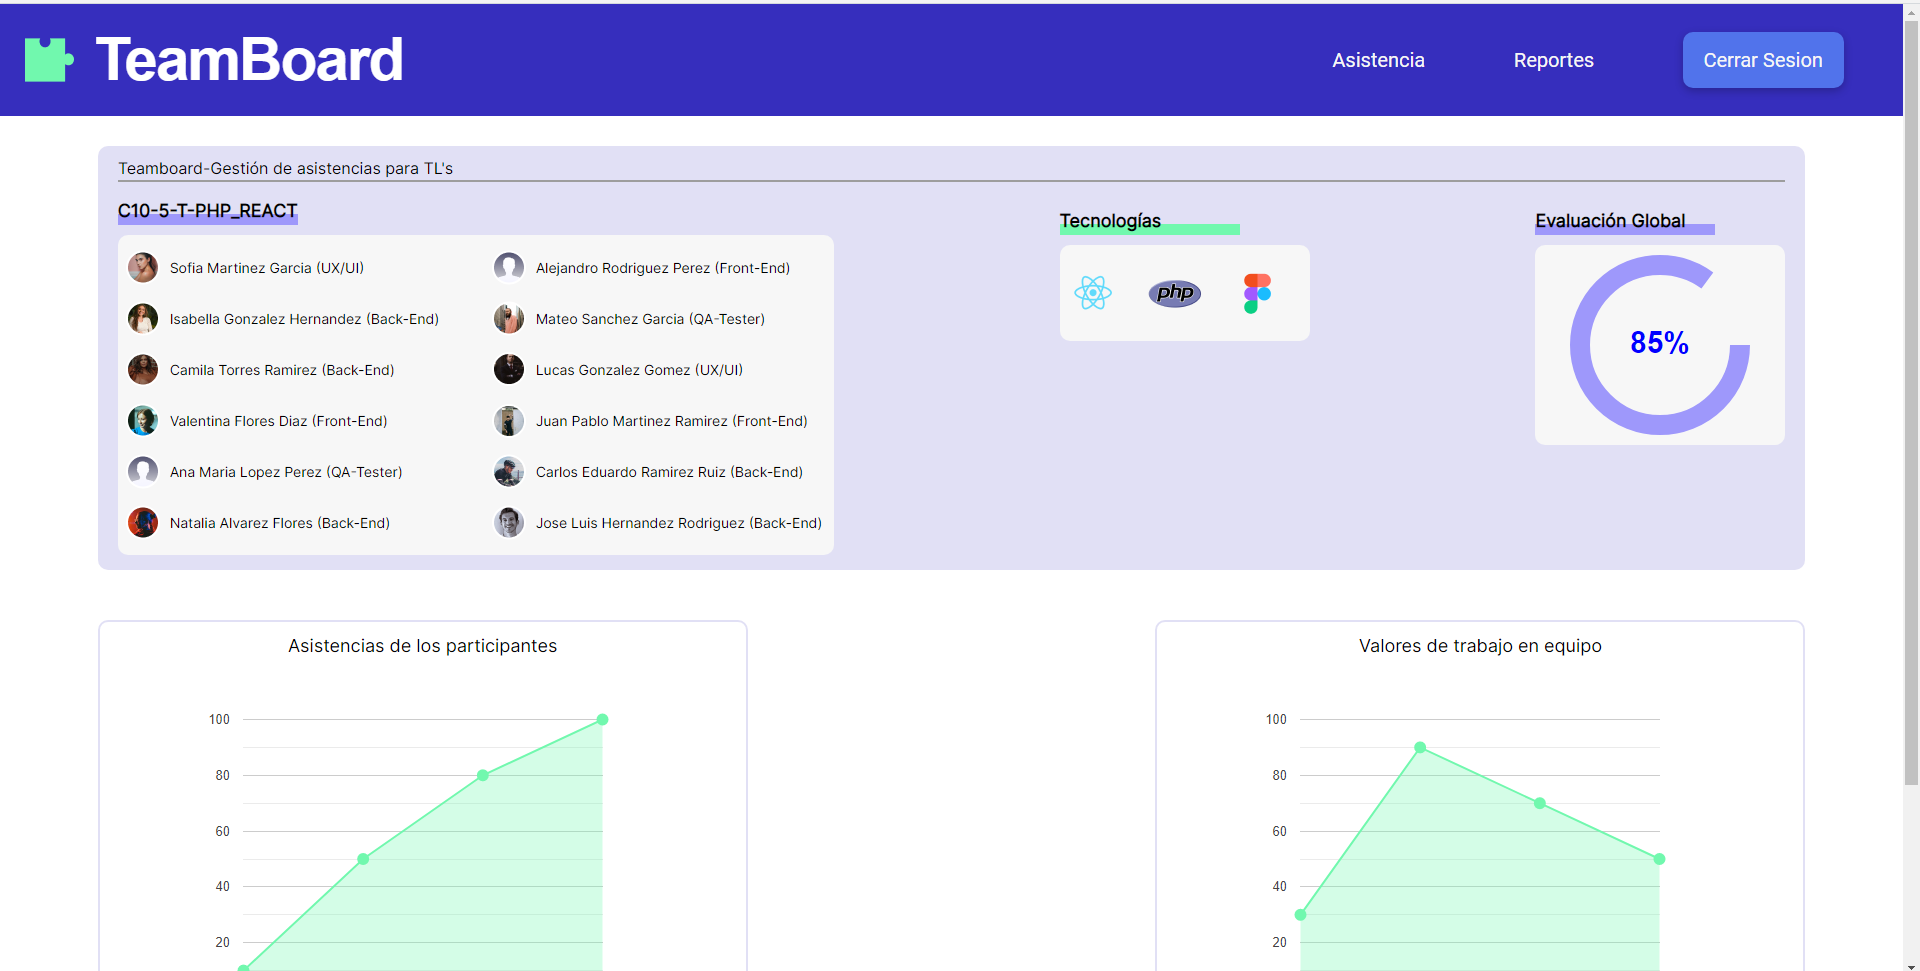 TeamBoard
Asistencia
Reportes
Cerrar Sesion
Teamboard-Gestión de asistencias para TL's
C10-5-T-PHP_REACT
Sofia Martinez Garcia (UX/UI)
Alejandro Rodriguez Perez (Front-End)
Isabella Gonzalez Hernandez (Back-End)
Mateo Sanchez Garcia (QA-Tester)
Camila Torres Ramirez (Back-End)
Lucas Gonzalez Gomez (UX/UI)
Valentina Flores Diaz (Front-End)
Juan Pablo Martinez Ramirez (Front-End)
Ana Maria Lopez Perez (QA-Tester)
Carlos Eduardo Ramirez Ruiz (Back-End)
Natalia Alvarez Flores (Back-End)
Jose Luis Hernandez Rodriguez (Back-End)
Tecnologías
php
Evaluación Global
85%
Asistencias de los participantes
100
80
60
40
20
Valores de trabajo en equipo
100
80
60
40
20